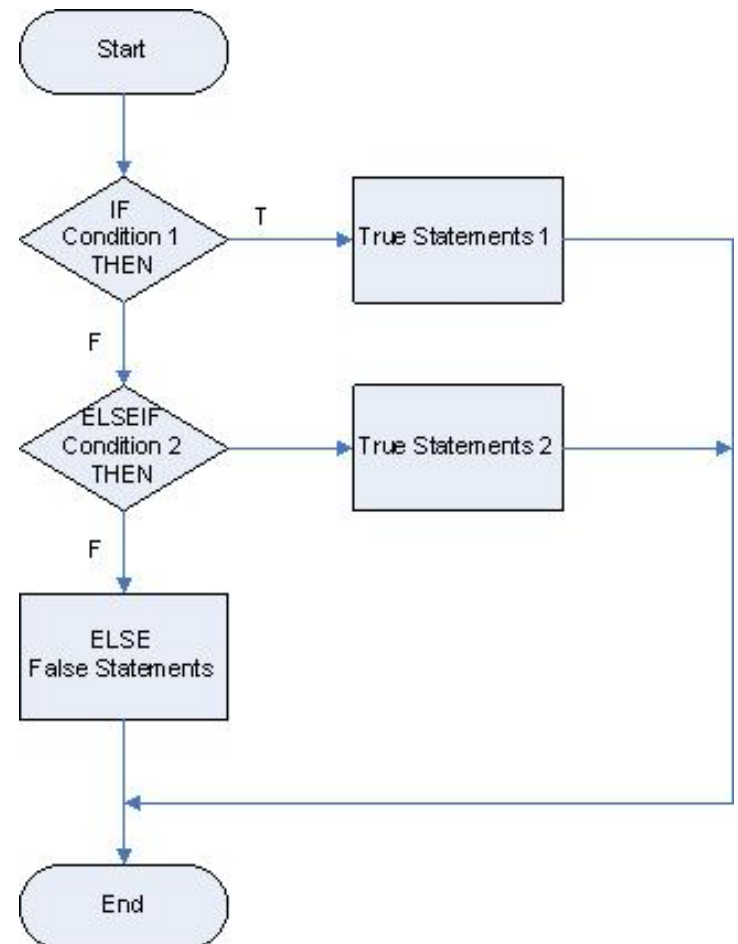 Start
IF
Condition 1
THEN
T
True Statements 1
F
ELSEIF
Condition 2
THEN
True Statements 2
F
ELSE
False Statements
End